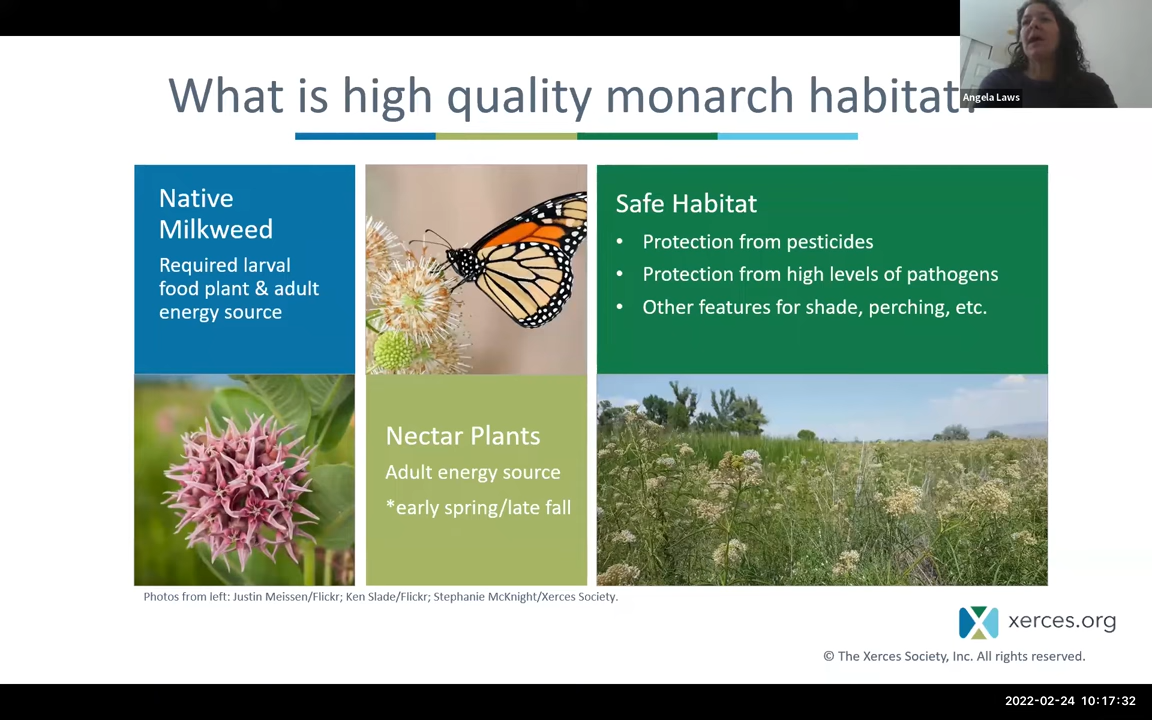 What is high quality monarch habitat?
Angela Laws
Native
Milkweed
Required larval
food plant & adult
energy source
Nectar Plants
Adult energy source
*early spring/late fall
Safe Habitat
• Protection from pesticides
• Protection from high levels of pathogens
• Other features for shade, perching, etc.
Photos from left: Justin Meissen/Flickr; Ken Slade/Flickr; Stephanie McKnight/Xerces Society.
xerces.org
© The Xerces Society, Inc. All rights reserved.
2022-02-24 10:17:32